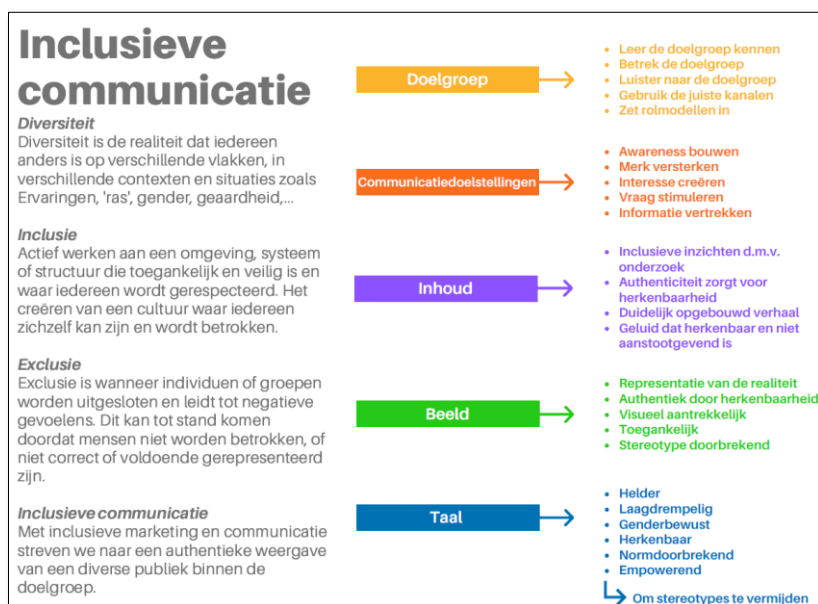 Inclusieve
communicatie
Diversiteit
Diversiteit is de realiteit dat iedereen
anders is op verschillende vlakken, in
verschillende contexten en situaties zoals
Ervaringen, 'ras', gender, geaardheid,...
Inclusie
Actief werken aan een omgeving, systeem
of structuur die toegankelijk en veilig is en
waar iedereen wordt gerespecteerd. Het
creëren van een cultuur waar iedereen
zichzelf kan zijn en wordt betrokken.
Exclusie
Exclusie is wanneer individuen of groepen
worden uitgesloten en leidt tot negatieve
gevoelens. Dit kan tot stand komen
doordat mensen niet worden betrokken, of
niet correct of voldoende gerepresenteerd
zijn.
Inclusieve communicatie
Met inclusieve marketing en communicatie
streven we naar een authentieke weergave
van een diverse publiek binnen de
doelgroep.
Doelgroep
• Leer de doelgroep kennen
• Betrek de doelgroep
• Luister naar de doelgroep
• Gebruik de juiste kanalen
• Zet rolmodellen in
Communicatiedoelstellingen
• Awareness bouwen
• Merk versterken
• Interesse creëren
• Vraag stimuleren
• Informatie vertrekken
Inhoud
• Inclusieve inzichten d.m.v.
onderzoek
• Authenticiteit zorgt voor
herkenbaarheid
• Duidelijk opgebouwd verhaal
• Geluid dat herkenbaar en niet
aanstootgevend is
Beeld
• Representatie van de realiteit
• Authentiek door herkenbaarheid
• Visueel aantrekkelijk
• Toegankelijk
• Stereotype doorbrekend
Taal
• Helder
• Laagdrempelig
• Genderbewust
• Herkenbaar
• Normdoorbrekend
• Empowerend
Om stereotypes te vermijden